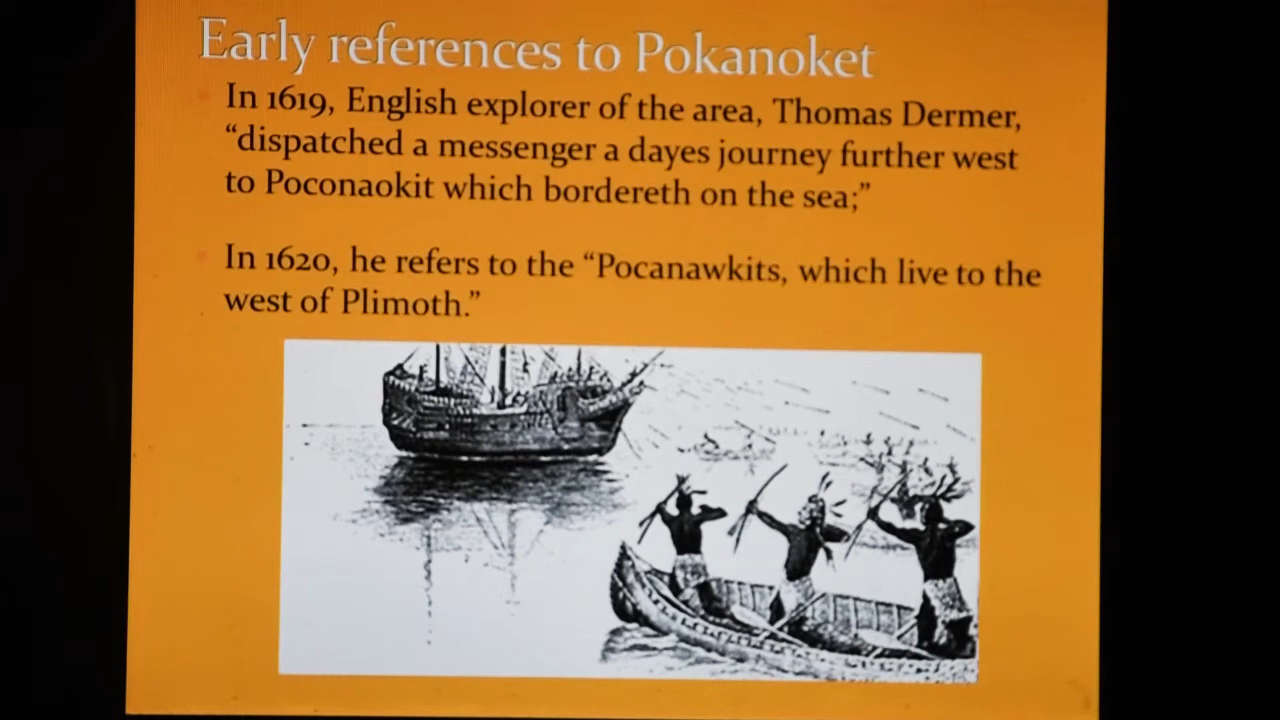 Early references to Pokanoket
In 1619, English explorer of the area, Thomas Dermer,
“dispatched a messenger a dayes journey further west
to Poconaokit which bordereth on the sea;”
In 1620, he refers to the “Pocanawkits, which live to the
west of Plimoth.”